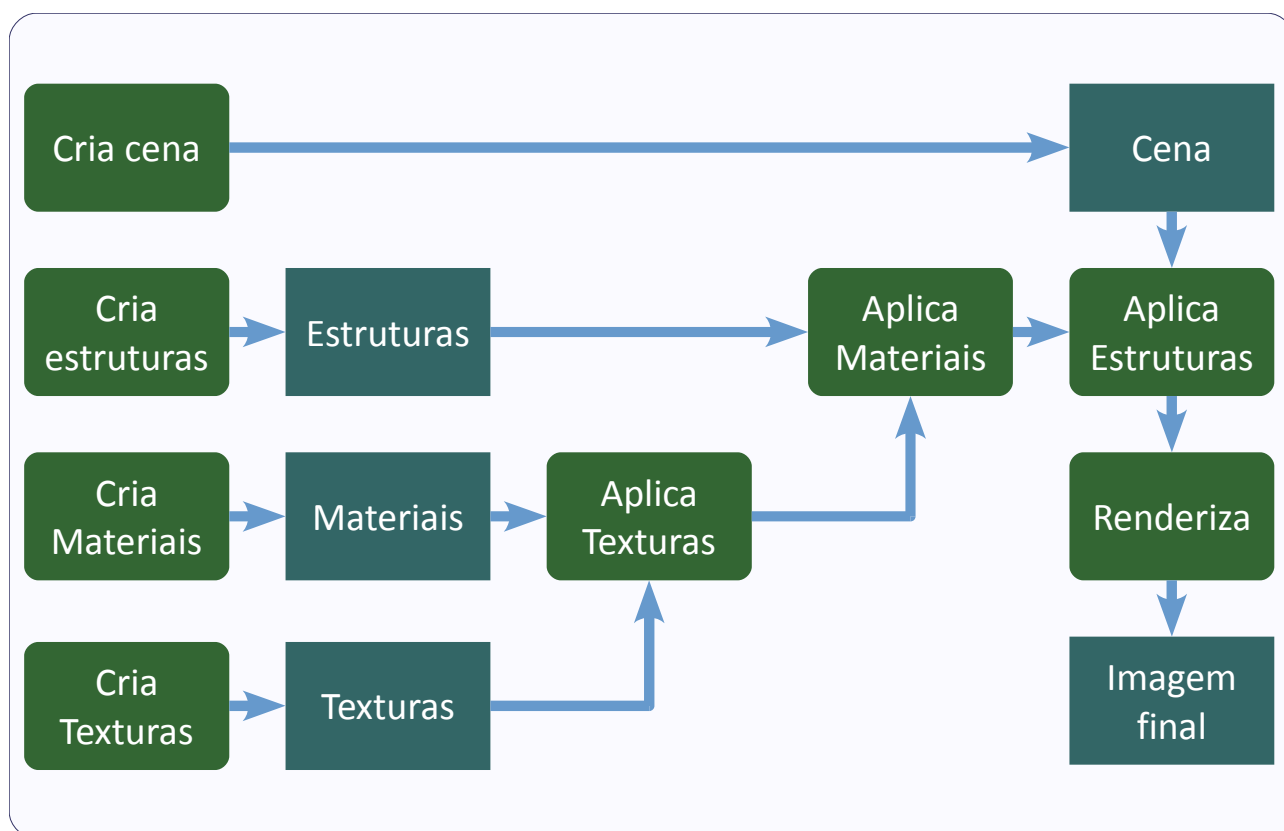 Cria cena
Cena
Cria
estruturas
Estruturas
Aplica
Materiais
Aplica
Estruturas
Cria
Materiais
Materiais
Aplica
Texturas
Renderiza
Cria
Texturas
Texturas
Imagem
final